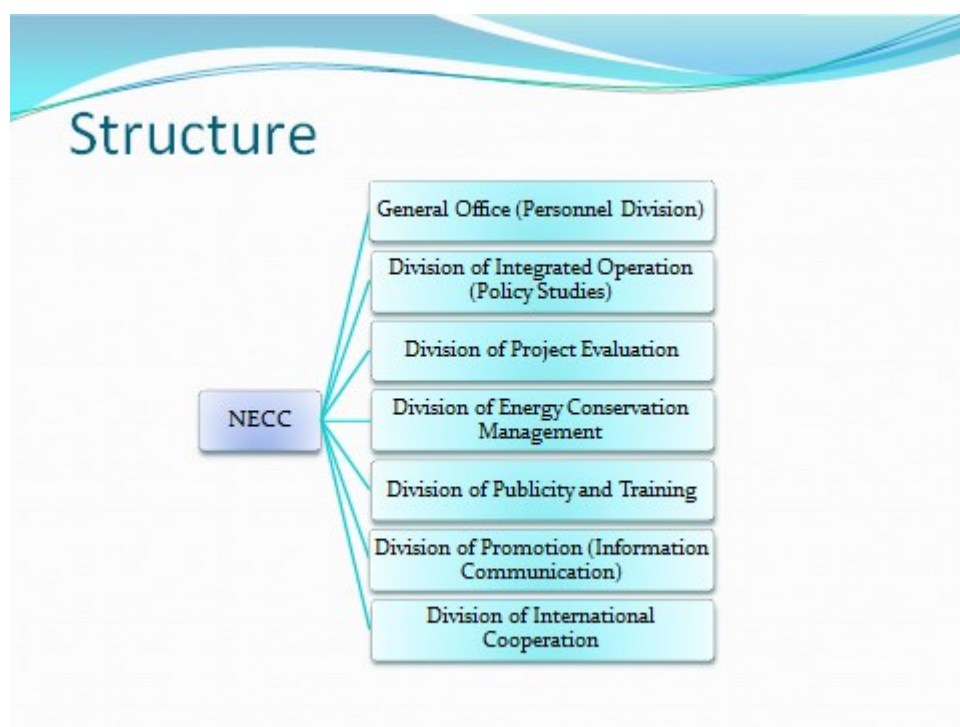 Structure
General Office (Personnel Division)
Division of Integrated Operation
(Policy Studies)
Division of Project Evaluation
NECC
Division of Energy Conservation
Management
Division of Publicity and Training
Division of Promotion (Information
Communication)
Division of International
Cooperation